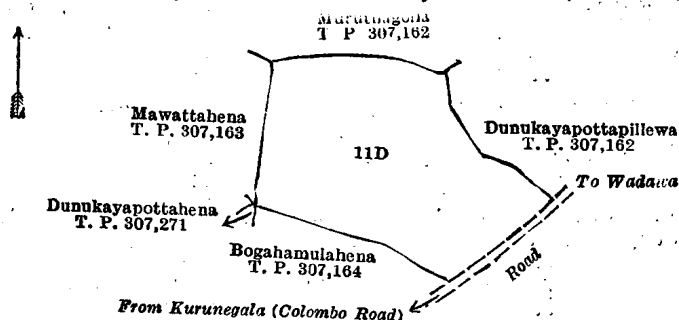 T. P. 307,162
Mawattahena
T. P. 307,163
Dunukayapottapillewa
T. P. 307,162
11D
To Wadawa
Dunukayapottahena
T. P. 307,271
Bogahamulahena
T. P. 307,164
Road
From Kurunegala (Colombo Road)